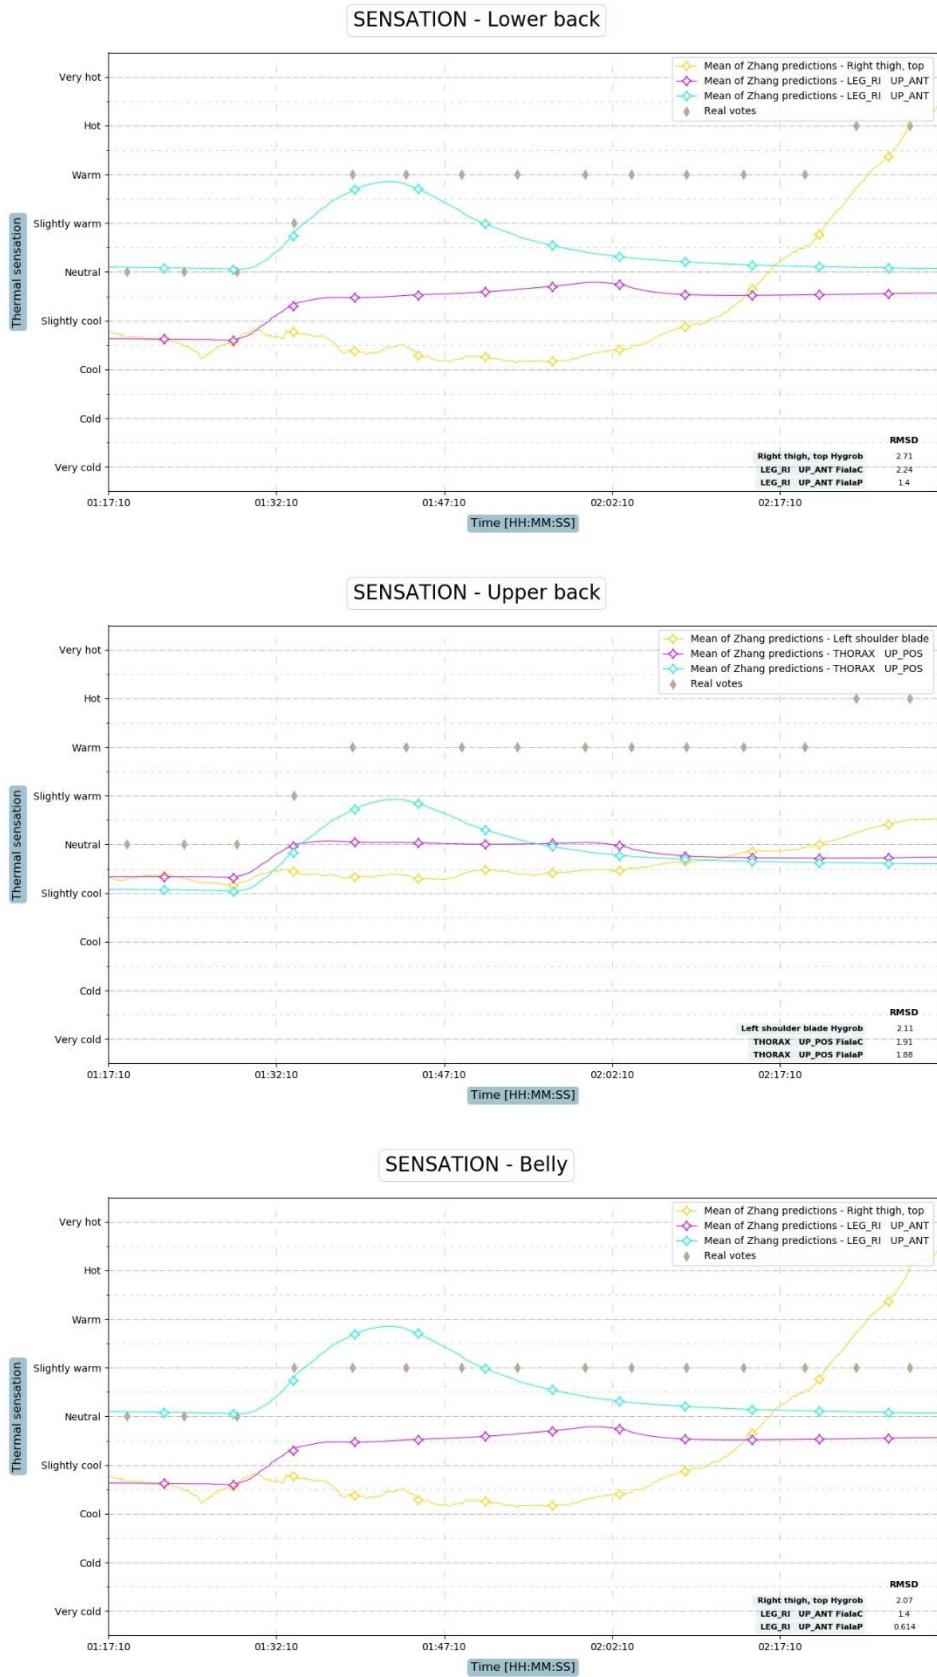 SENSATION - Lower back
Mean of Zhang predictions - Right thigh, top
Mean of Zhang predictions - LEG_RI   UP_ANT
Mean of Zhang predictions - LEG_RI   UP_ANT
Real votes
Thermal sensation
Very hot
Hot
Warm
Slightly warm
Neutral
Slightly cool
Cool
Cold
Very cold
RMSD
Right thigh, top Hygrob 2.71
LEG_RI   UP_ANT FialaC 2.24
LEG_RI   UP_ANT FialaP 1.4
01:17:10 01:32:10 01:47:10 02:02:10 02:17:10
Time [HH:MM:SS]
SENSATION - Upper back
Mean of Zhang predictions - Left shoulder blade
Mean of Zhang predictions - THORAX   UP_POS
Mean of Zhang predictions - THORAX   UP_POS
Real votes
Thermal sensation
Very hot
Hot
Warm
Slightly warm
Neutral
Slightly cool
Cool
Cold
Very cold
RMSD
Left shoulder blade Hygrob 2.11
THORAX   UP_POS FialaC 1.91
THORAX   UP_POS FialaP 1.88
01:17:10 01:32:10 01:47:10 02:02:10 02:17:10
Time [HH:MM:SS]
SENSATION - Belly
Mean of Zhang predictions - Right thigh, top
Mean of Zhang predictions - LEG_RI   UP_ANT
Mean of Zhang predictions - LEG_RI   UP_ANT
Real votes
Thermal sensation
Very hot
Hot
Warm
Slightly warm
Neutral
Slightly cool
Cool
Cold
Very cold
RMSD
Right thigh, top Hygrob 2.07
LEG_RI   UP_ANT FialaC 1.4
LEG_RI   UP_ANT FialaP 0.614
01:17:10 01:32:10 01:47:10 02:02:10 02:17:10
Time [HH:MM:SS]